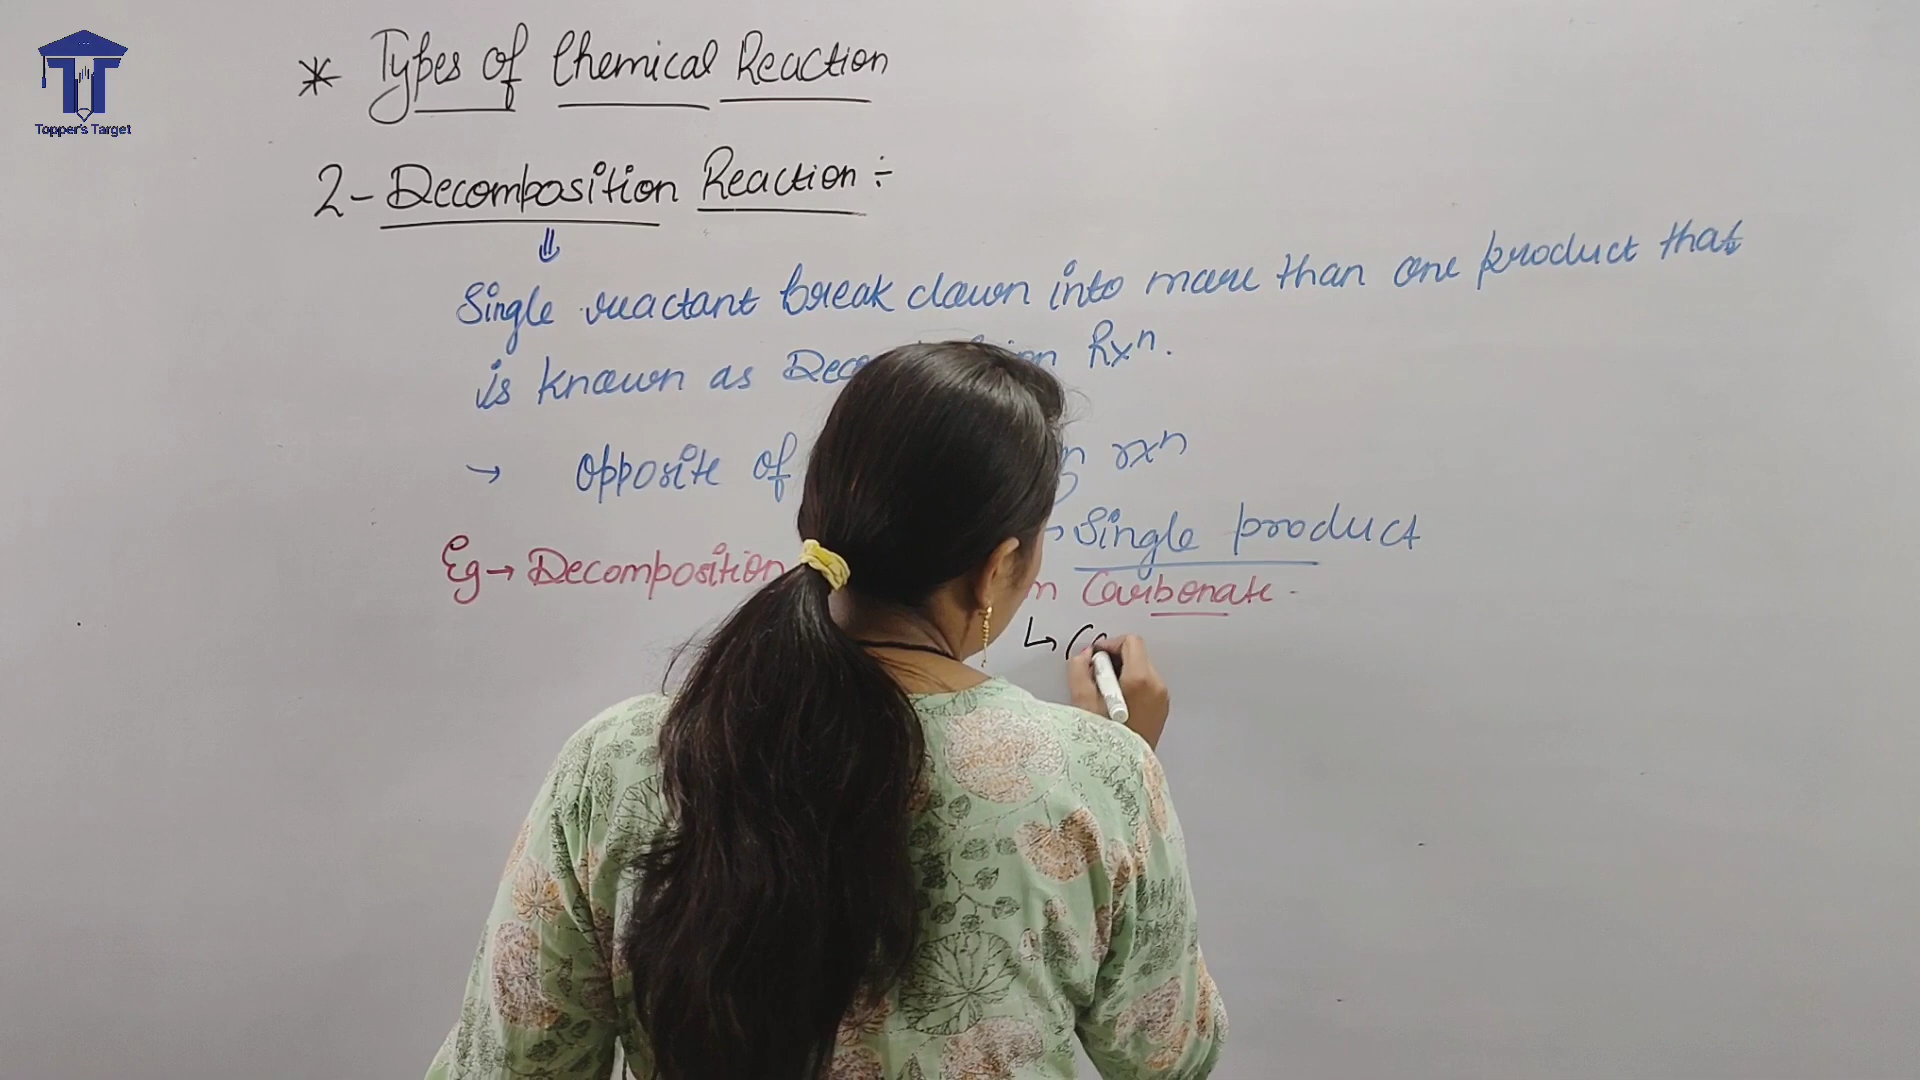 Topper's Target
* Types of Chemical Reaction
2- Decomposition Reaction ÷
⇓
Single reactant break down into more than one product that
is known as Rxn.
→ opposite of rxn
→ Single product
Eg → Decomposition Carbonate.
↳ Ca